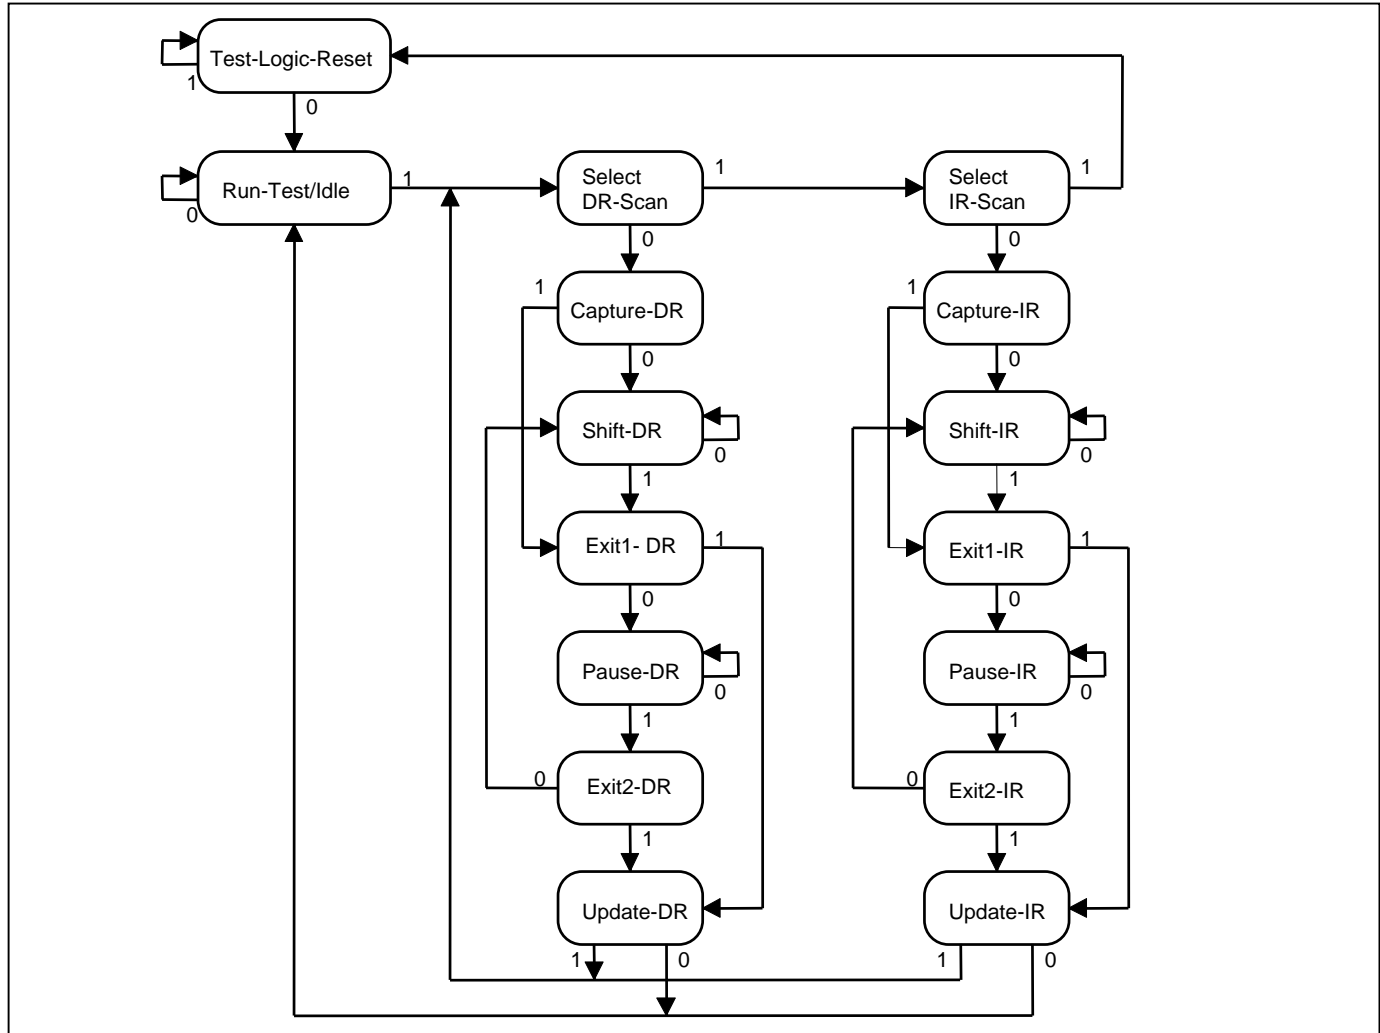 Test-Logic-Reset
1
0
Run-Test/Idle
0
1
Select
DR-Scan
1
0
Select
IR-Scan
1
0
1
Capture-DR
0
1
Capture-IR
0
Shift-DR
0
1
Shift-IR
0
1
Exit1- DR
1
0
Exit1-IR
1
0
Pause-DR
0
1
Pause-IR
0
1
0
Exit2-DR
1
0
Exit2-IR
1
Update-DR
1
0
Update-IR
1
0